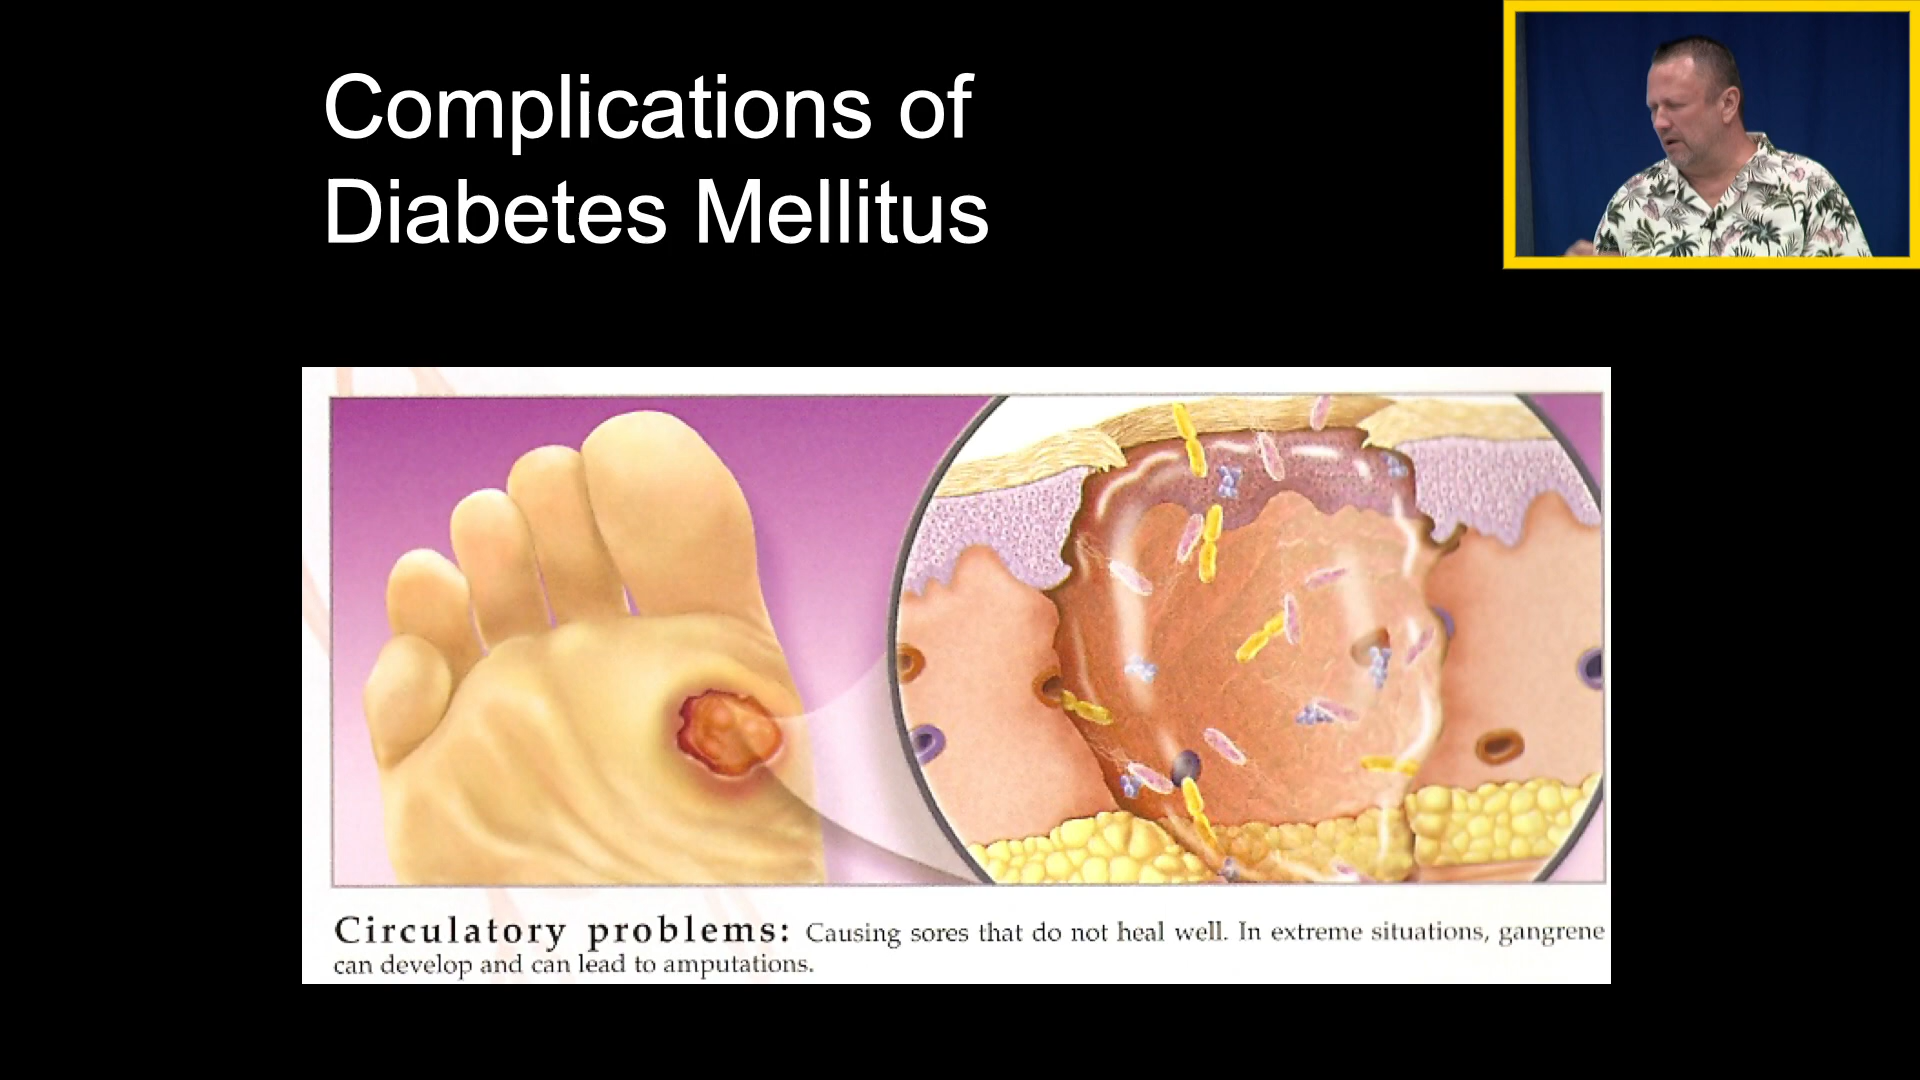 Complications of
Diabetes Mellitus
Circulatory problems: Causing sores that do not heal well. In extreme situations, gangrene
can develop and can lead to amputations.